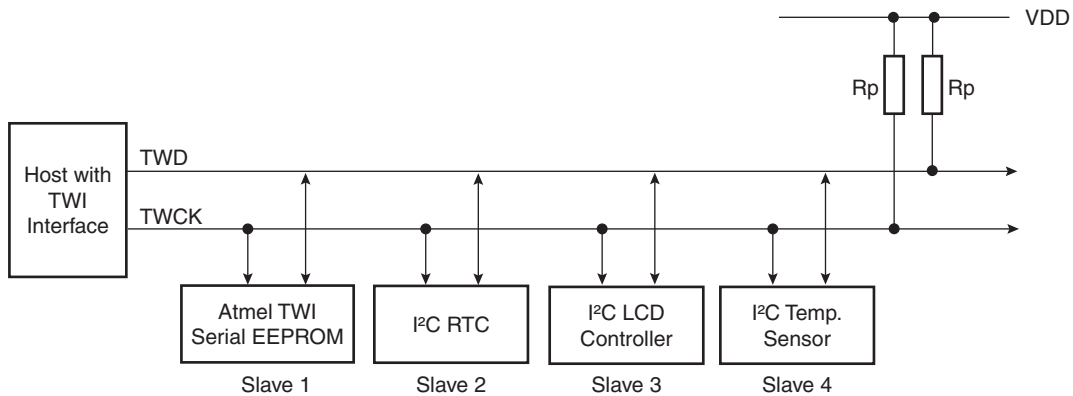 VDD
Rp
Rp
Host with
TWI
Interface
TWD
TWCK
Atmel TWI
Serial EEPROM
I²C RTC
I²C LCD
Controller
I²C Temp.
Sensor
Slave 1
Slave 2
Slave 3
Slave 4